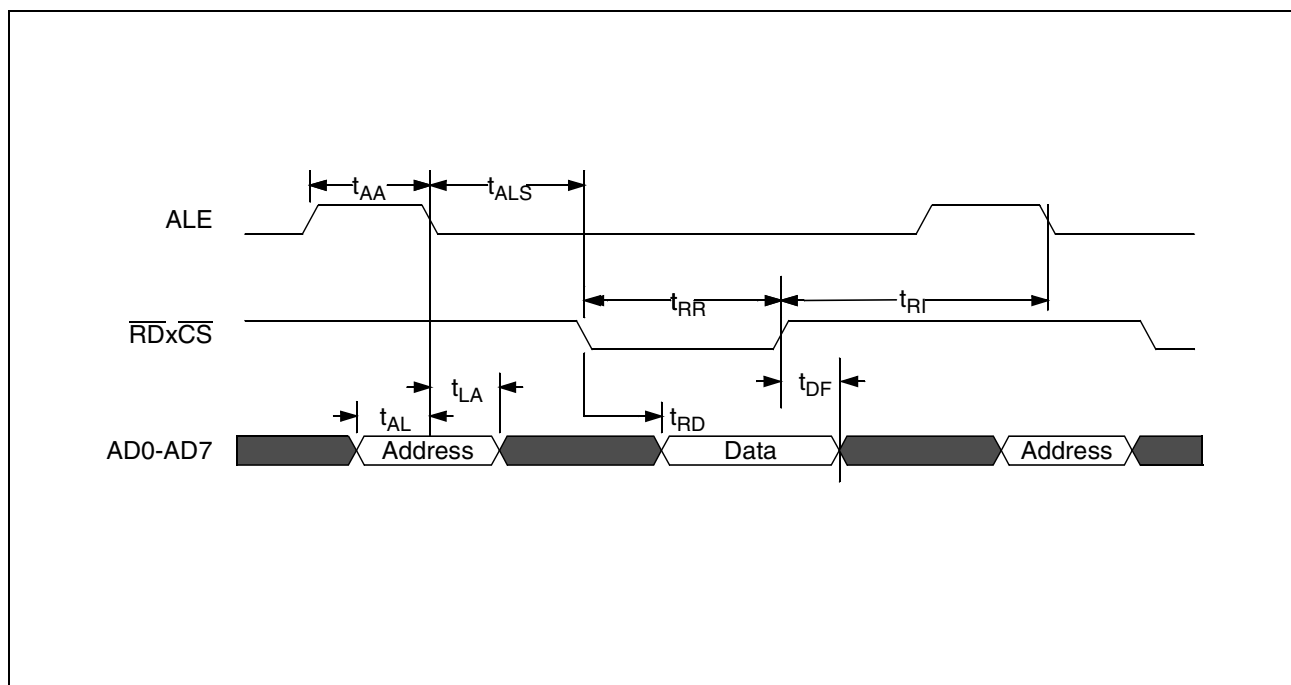 tAA
tALS
ALE
tRR
tRI
RDxCS
tLA
tDF
tAL
tRD
AD0-AD7
Address
Data
Address